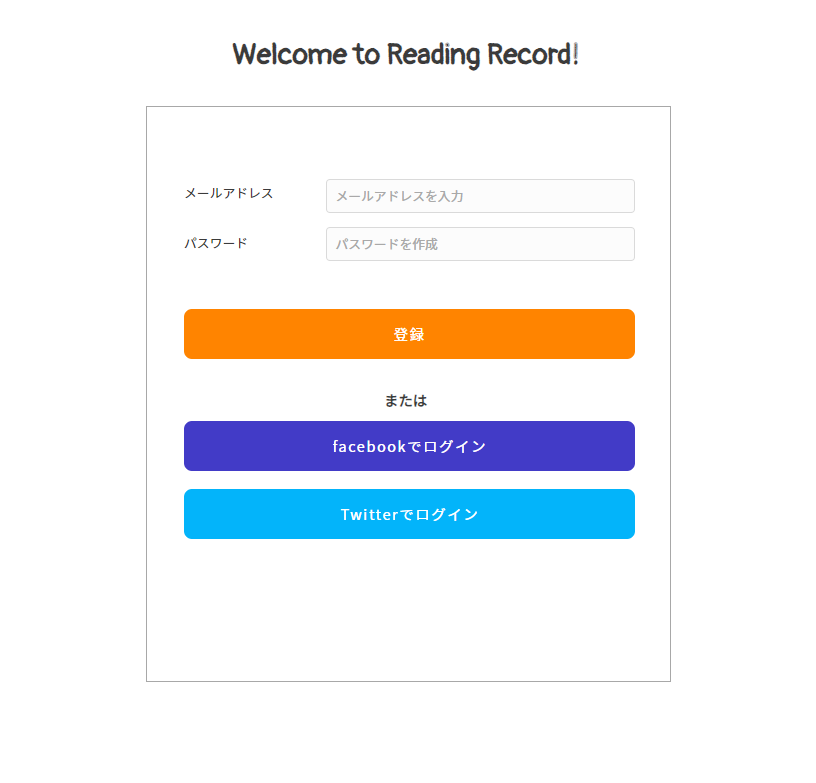 Welcome to Reading Record!
メールアドレス
メールアドレスを入力
パスワード
パスワードを作成
登録
または
facebookでログイン
Twitterでログイン